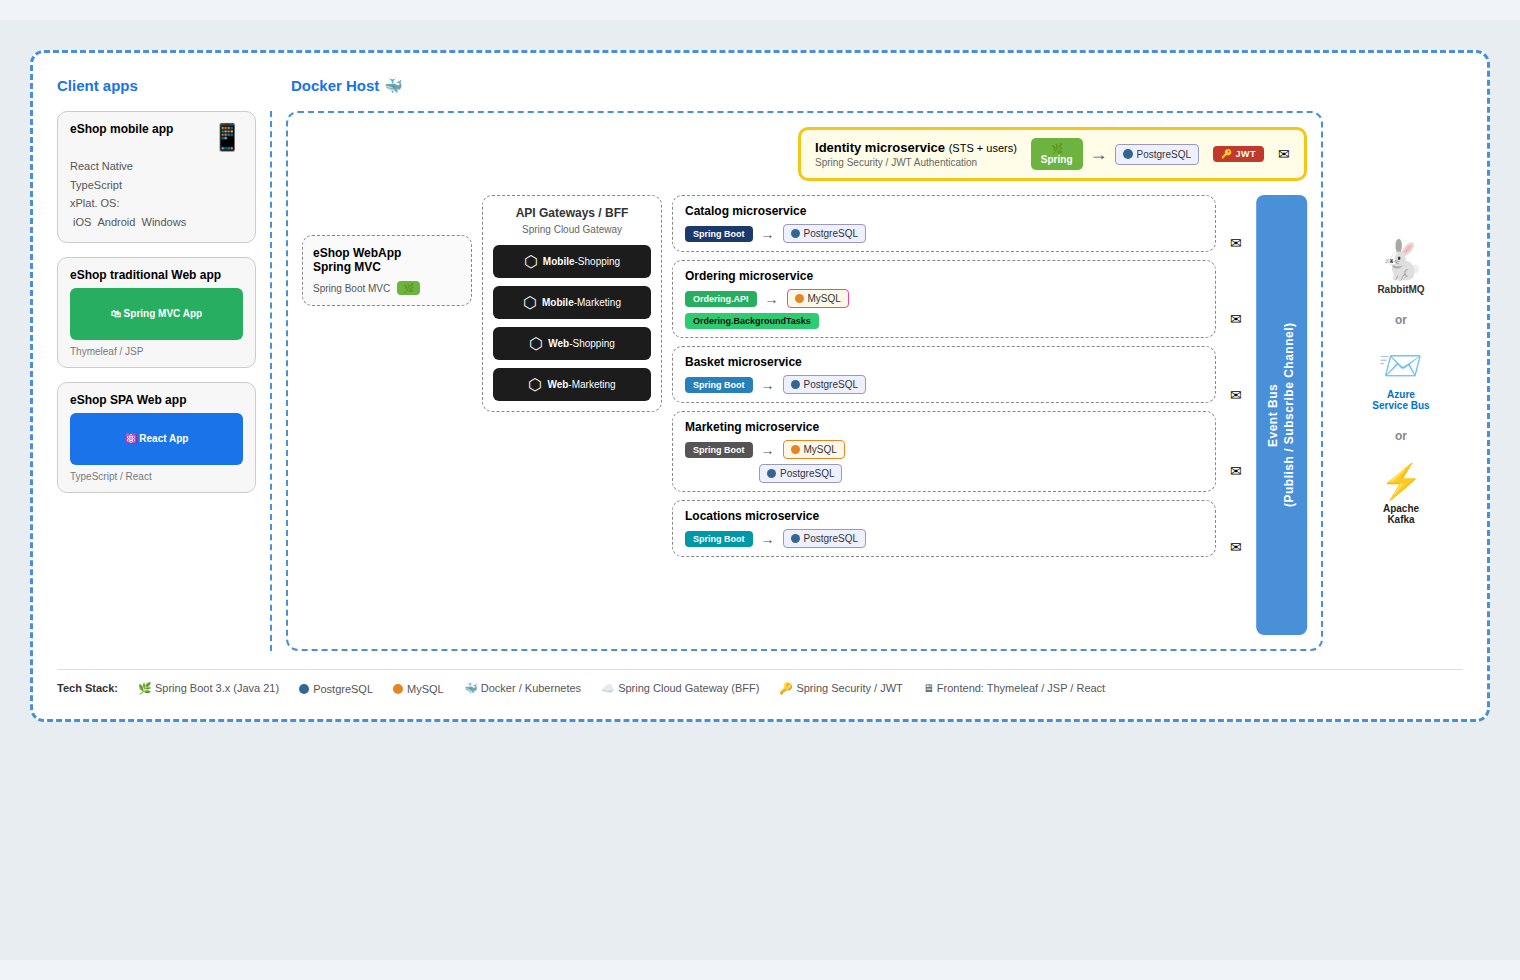 Client apps
Docker Host
eShop mobile app
React Native
TypeScript
xPlat. OS:
iOS Android Windows
eShop traditional Web app
Spring MVC App
Thymeleaf / JSP
eShop SPA Web app
React App
TypeScript / React
Identity microservice (STS + users)
Spring Security / JWT Authentication
Spring
→
PostgreSQL
JWT
eShop WebApp
Spring MVC
Spring Boot MVC
API Gateways / BFF
Spring Cloud Gateway
Mobile-Shopping
Mobile-Marketing
Web-Shopping
Web-Marketing
Catalog microservice
Spring Boot → PostgreSQL
Ordering microservice
Ordering.API → MySQL
Ordering.BackgroundTasks
Basket microservice
Spring Boot → PostgreSQL
Marketing microservice
Spring Boot → MySQL
PostgreSQL
Locations microservice
Spring Boot → PostgreSQL
Event Bus
(Publish / Subscribe Channel)
RabbitMQ
or
Azure
Service Bus
or
Apache
Kafka
Tech Stack: Spring Boot 3.x (Java 21) PostgreSQL MySQL Docker / Kubernetes Spring Cloud Gateway (BFF) Spring Security / JWT Frontend: Thymeleaf / JSP / React